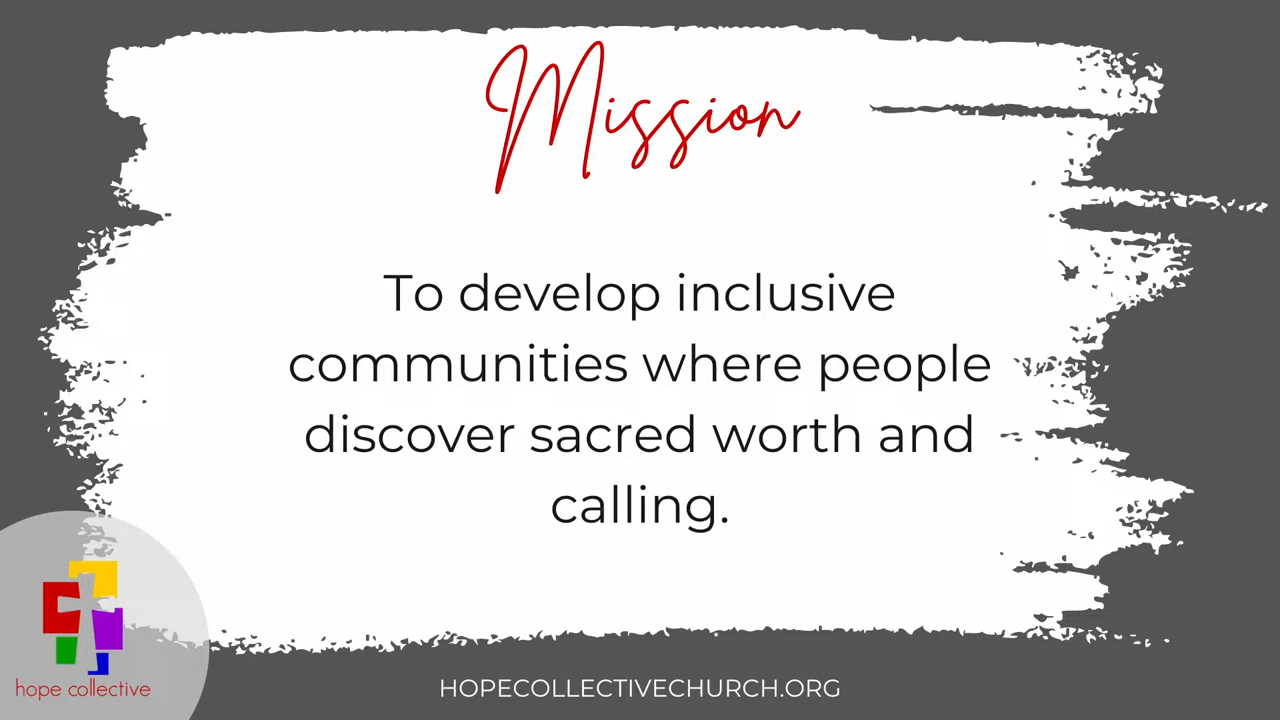 Mission
To develop inclusive
communities where people
discover sacred worth and
calling.
hope collective
HOPECOLLECTIVECHURCH.ORG